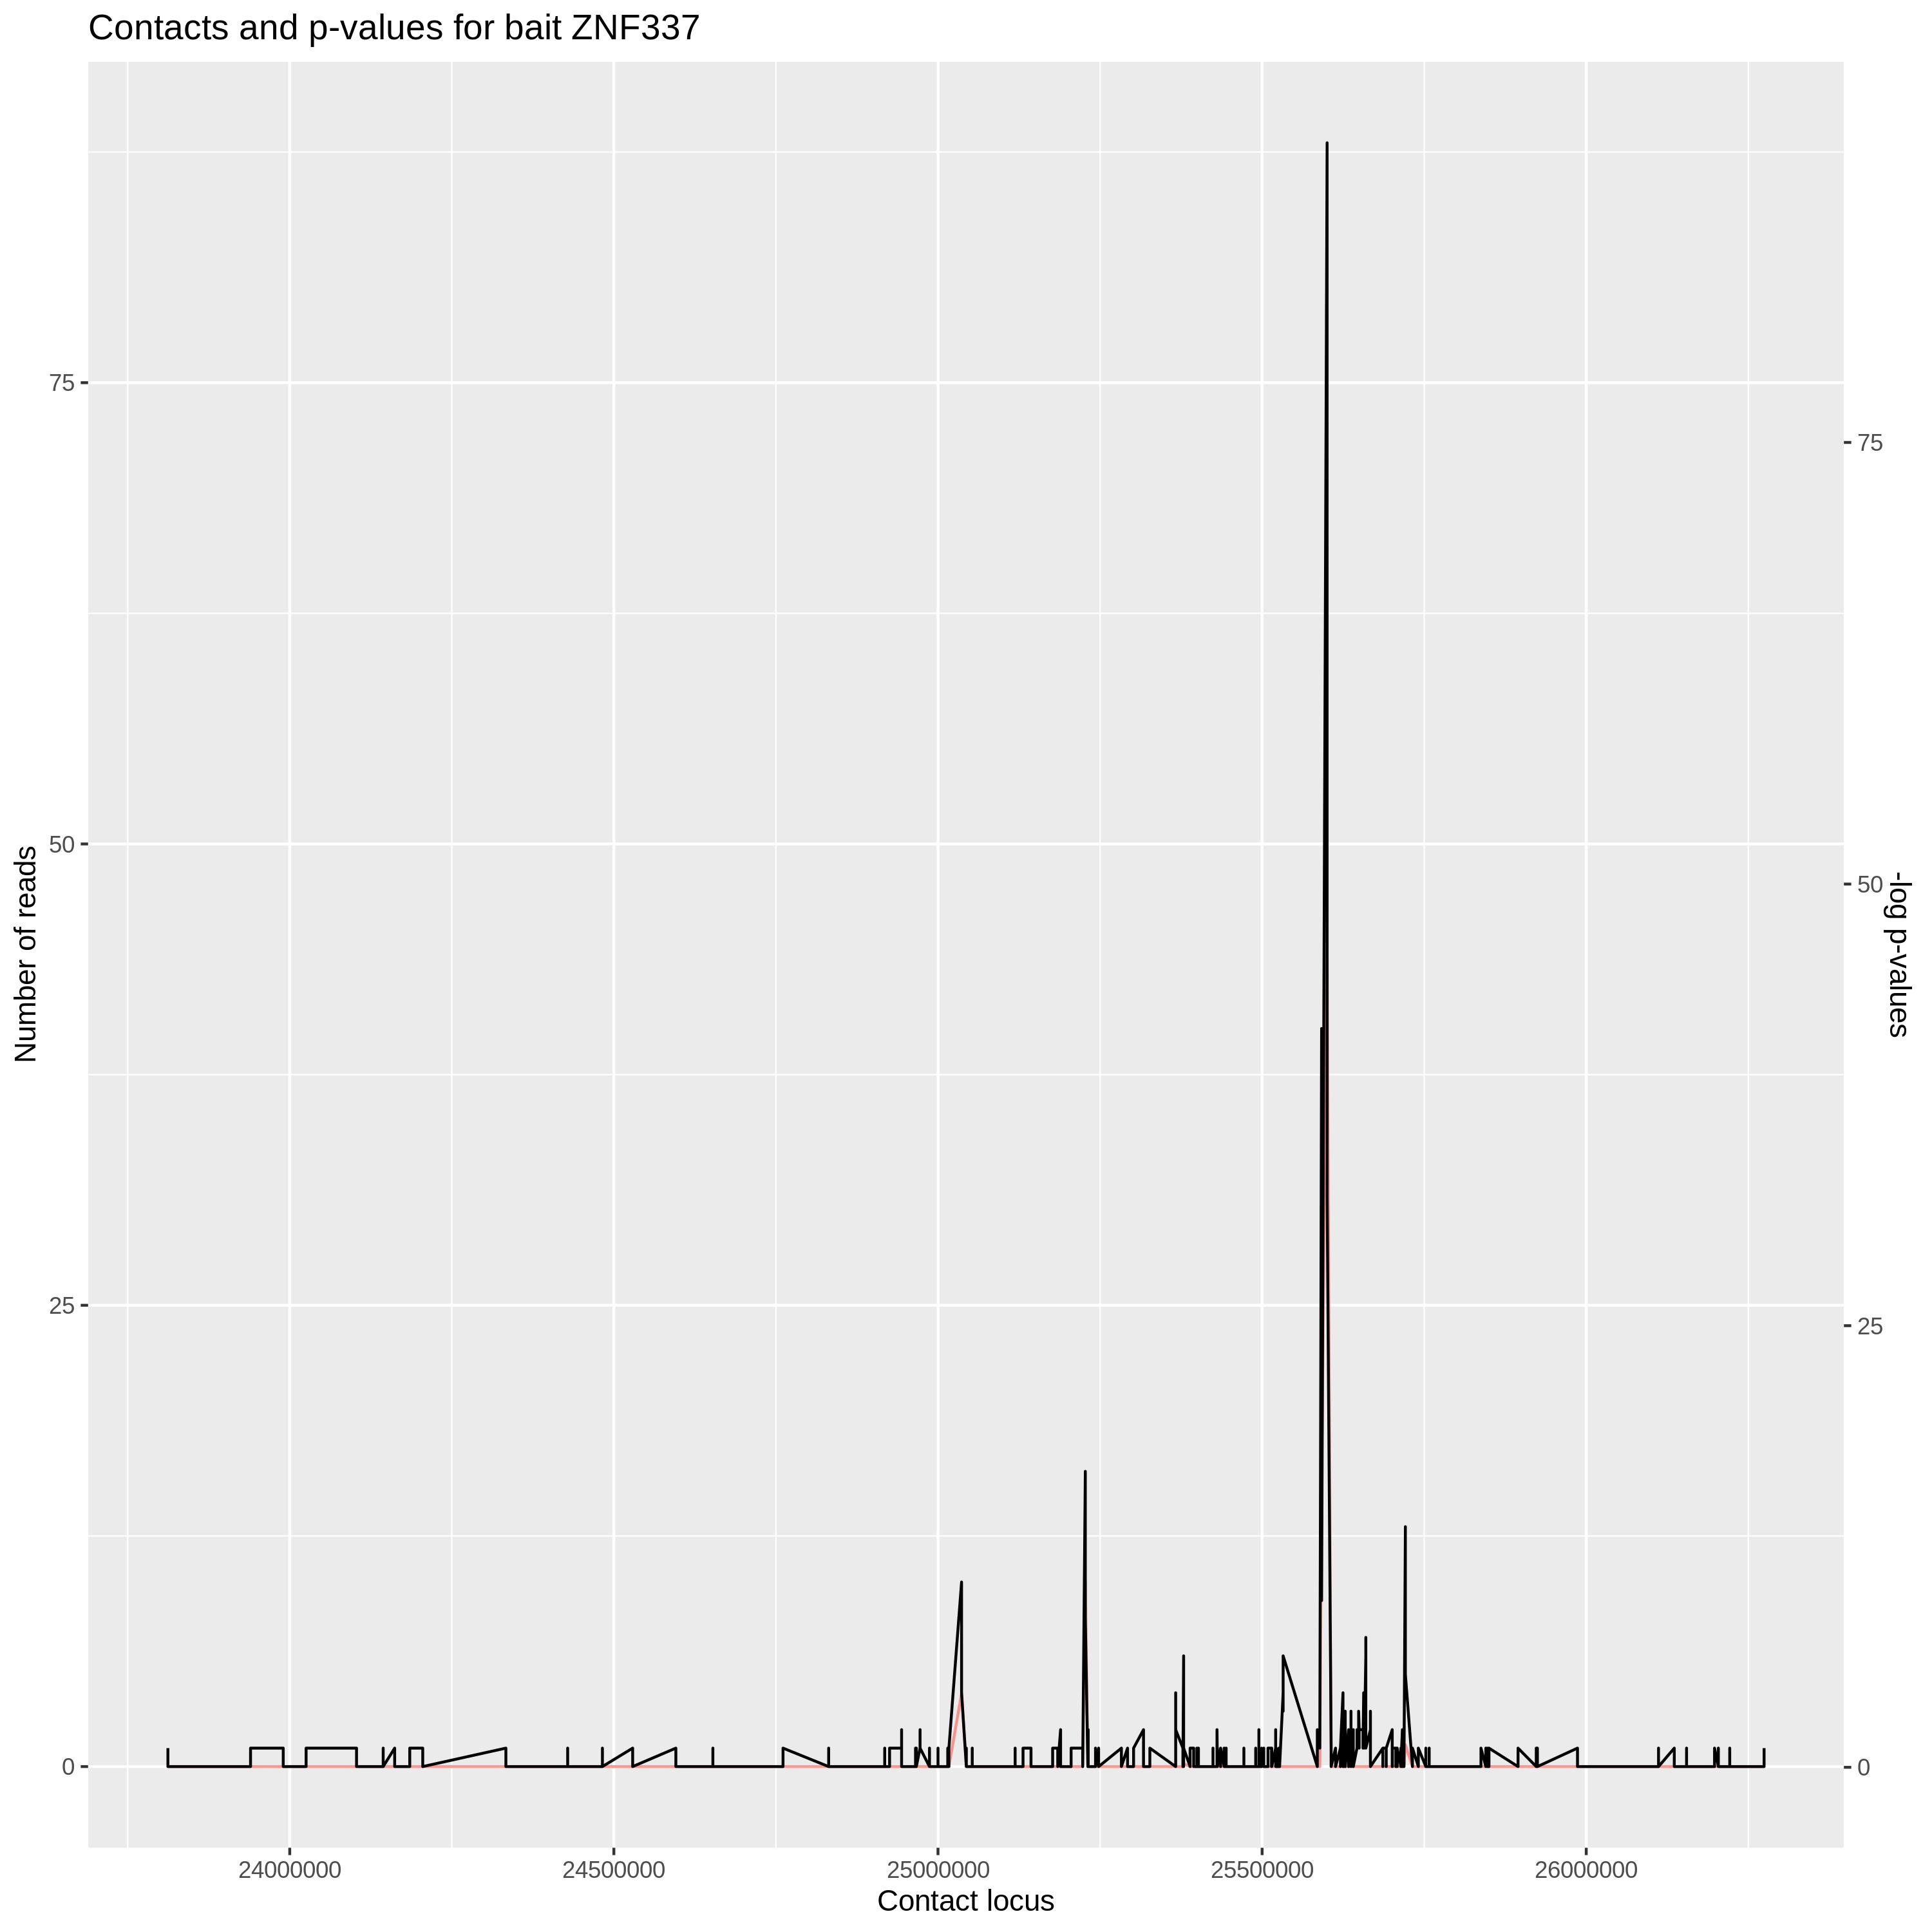 Contacts and p-values for bait ZNF337
75
50
25
0
Number of reads
75
50
25
0
-log p-values
24000000 24500000 25000000 25500000 26000000
Contact locus